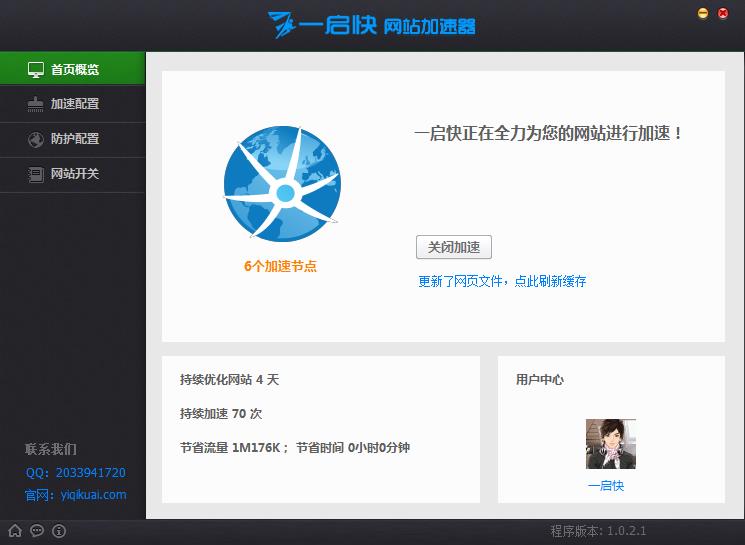 一启快 网站加速器
首页概览
加速配置
防护配置
网站开关
一启快正在全力为您的网站进行加速！
关闭加速
更新了网页文件，点此刷新缓存
6个加速节点
持续优化网站 4 天
持续加速 70 次
节省流量 1M176K； 节省时间 0小时0分钟
用户中心
一启快
联系我们
QQ：2033941720
官网：yiqikuai.com
程序版本: 1.0.2.1